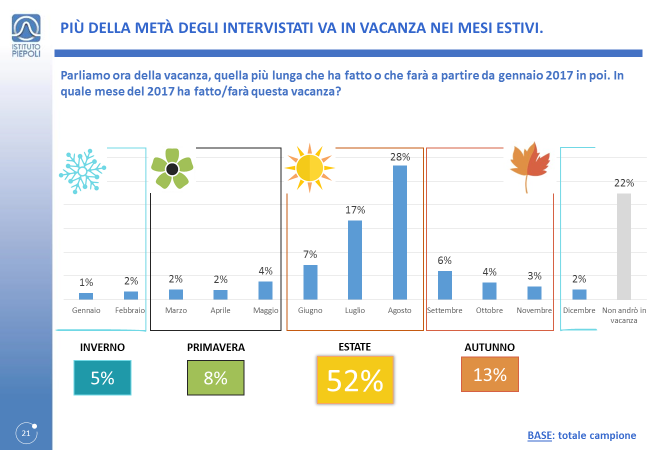 ISTITUTO
PIEPOLI
PIÙ DELLA METÀ DEGLI INTERVISTATI VA IN VACANZA NEI MESI ESTIVI.
Parliamo ora della vacanza, quella più lunga che ha fatto o che farà a partire da gennaio 2017 in poi. In
quale mese del 2017 ha fatto/farà questa vacanza?
1% 2% 2% 2% 4% 7% 17% 28% 6% 4% 3% 2% 22%
Gennaio Febbraio Marzo Aprile Maggio Giugno Luglio Agosto Settembre Ottobre Novembre Dicembre Non andrò in
vacanza
INVERNO PRIMAVERA ESTATE AUTUNNO
5% 8% 52% 13%
21
BASE: totale campione